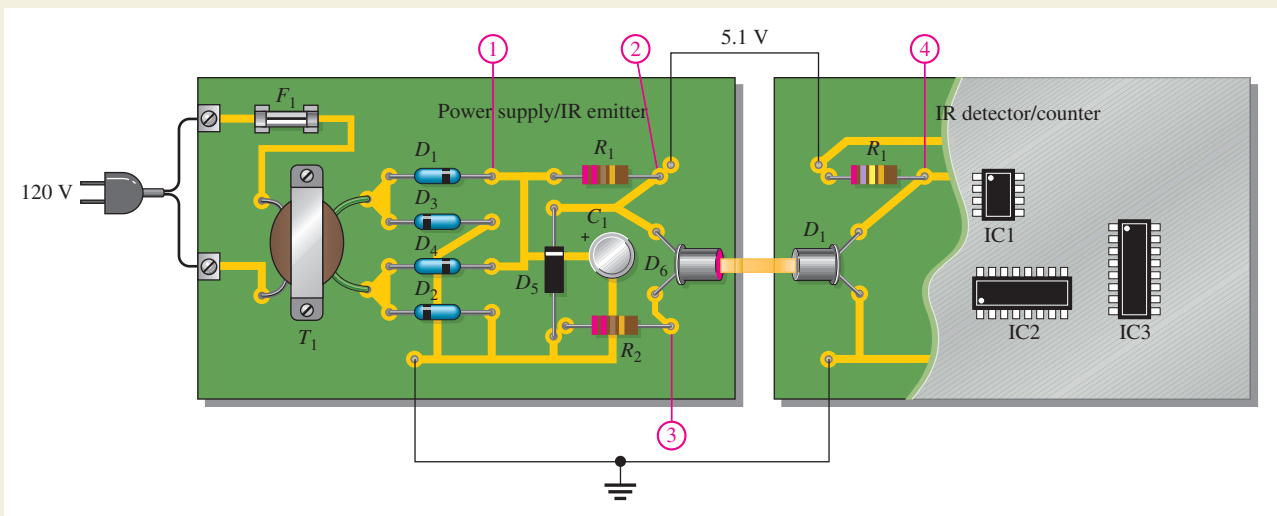 5.1 V
1
2
4
F1
Power supply/IR emitter
IR detector/counter
D1
R1
R1
120 V
D3
C1
D4
+
D1
IC1
D2
D5
D6
T1
R2
IC2
IC3
3